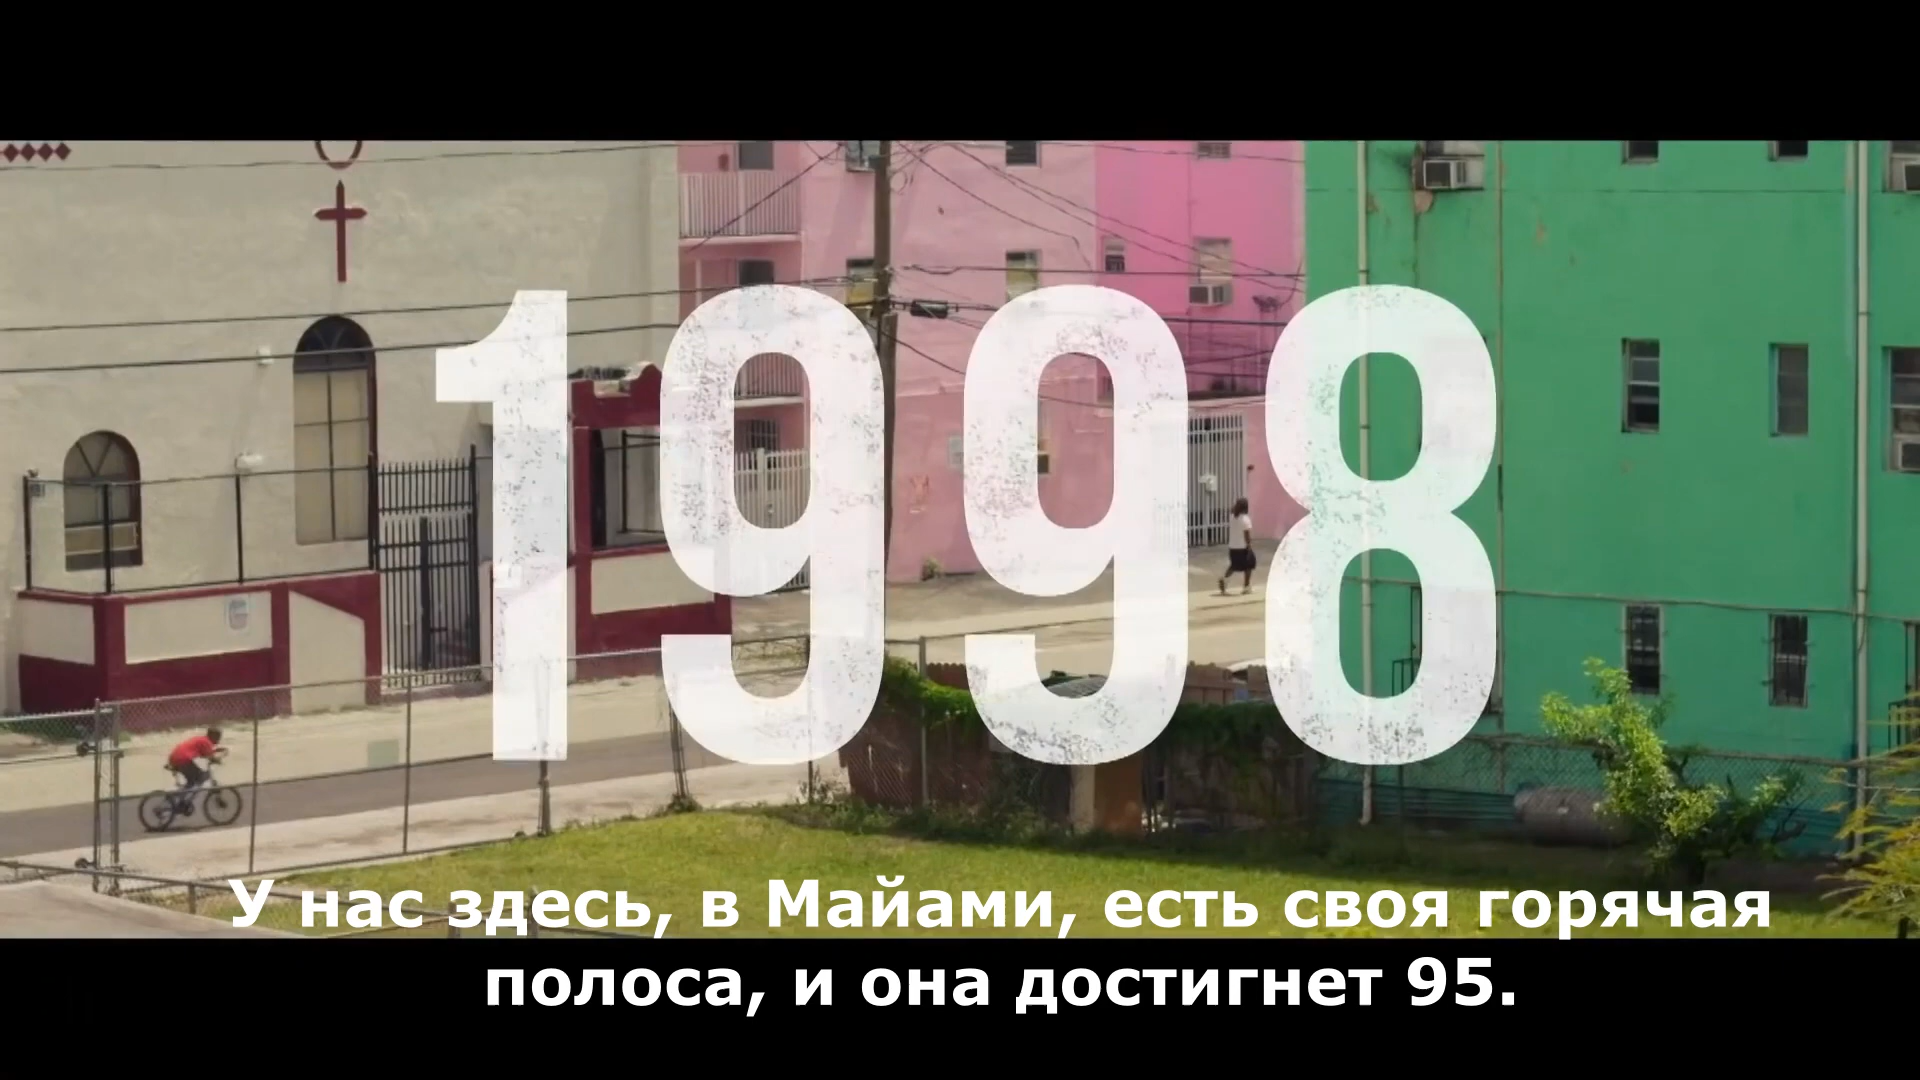 1998
У нас здесь, в Майами, есть своя горячая
полоса, и она достигнет 95.